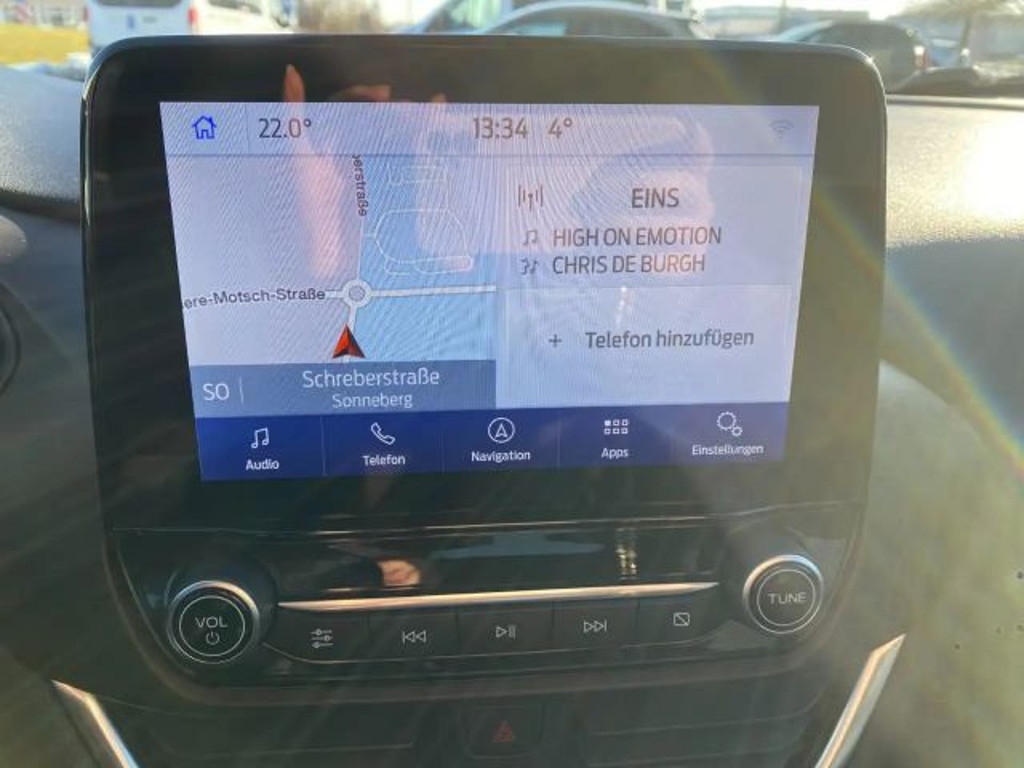 22.0° 13:34 4°
erstraße
ere-Motsch-Straße
SO Schreberstraße
Sonneberg
EINS
HIGH ON EMOTION
CHRIS DE BURGH
+ Telefon hinzufügen
Audio Telefon Navigation Apps Einstellungen
VOL TUNE